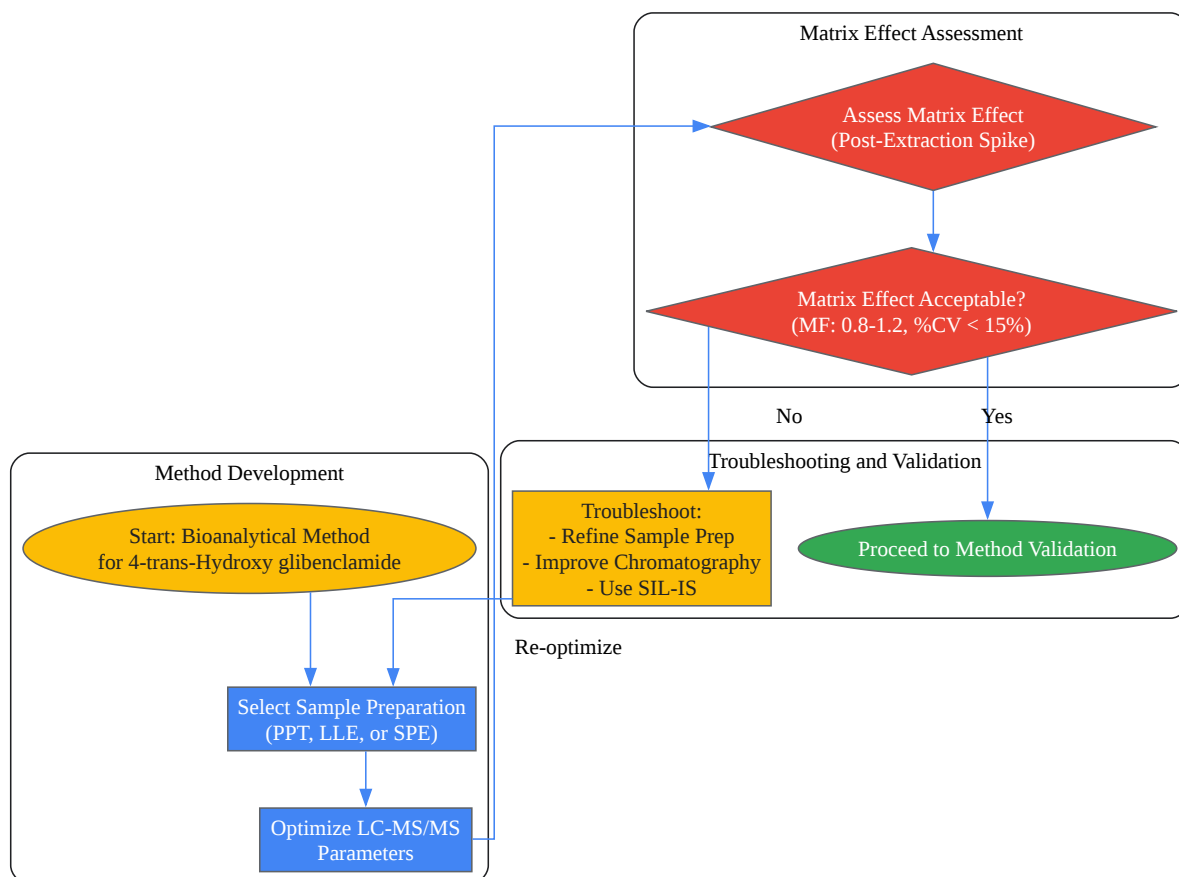 Matrix Effect Assessment
Assess Matrix Effect
(Post-Extraction Spike)
Matrix Effect Acceptable?
(MF: 0.8-1.2, %CV < 15%)
No
Yes
Method Development
Start: Bioanalytical Method
for 4-trans-Hydroxy glibenclamide
Troubleshooting and Validation
Troubleshoot:
- Refine Sample Prep
- Improve Chromatography
- Use SIL-IS
Proceed to Method Validation
Re-optimize
Select Sample Preparation
(PPT, LLE, or SPE)
Optimize LC-MS/MS
Parameters